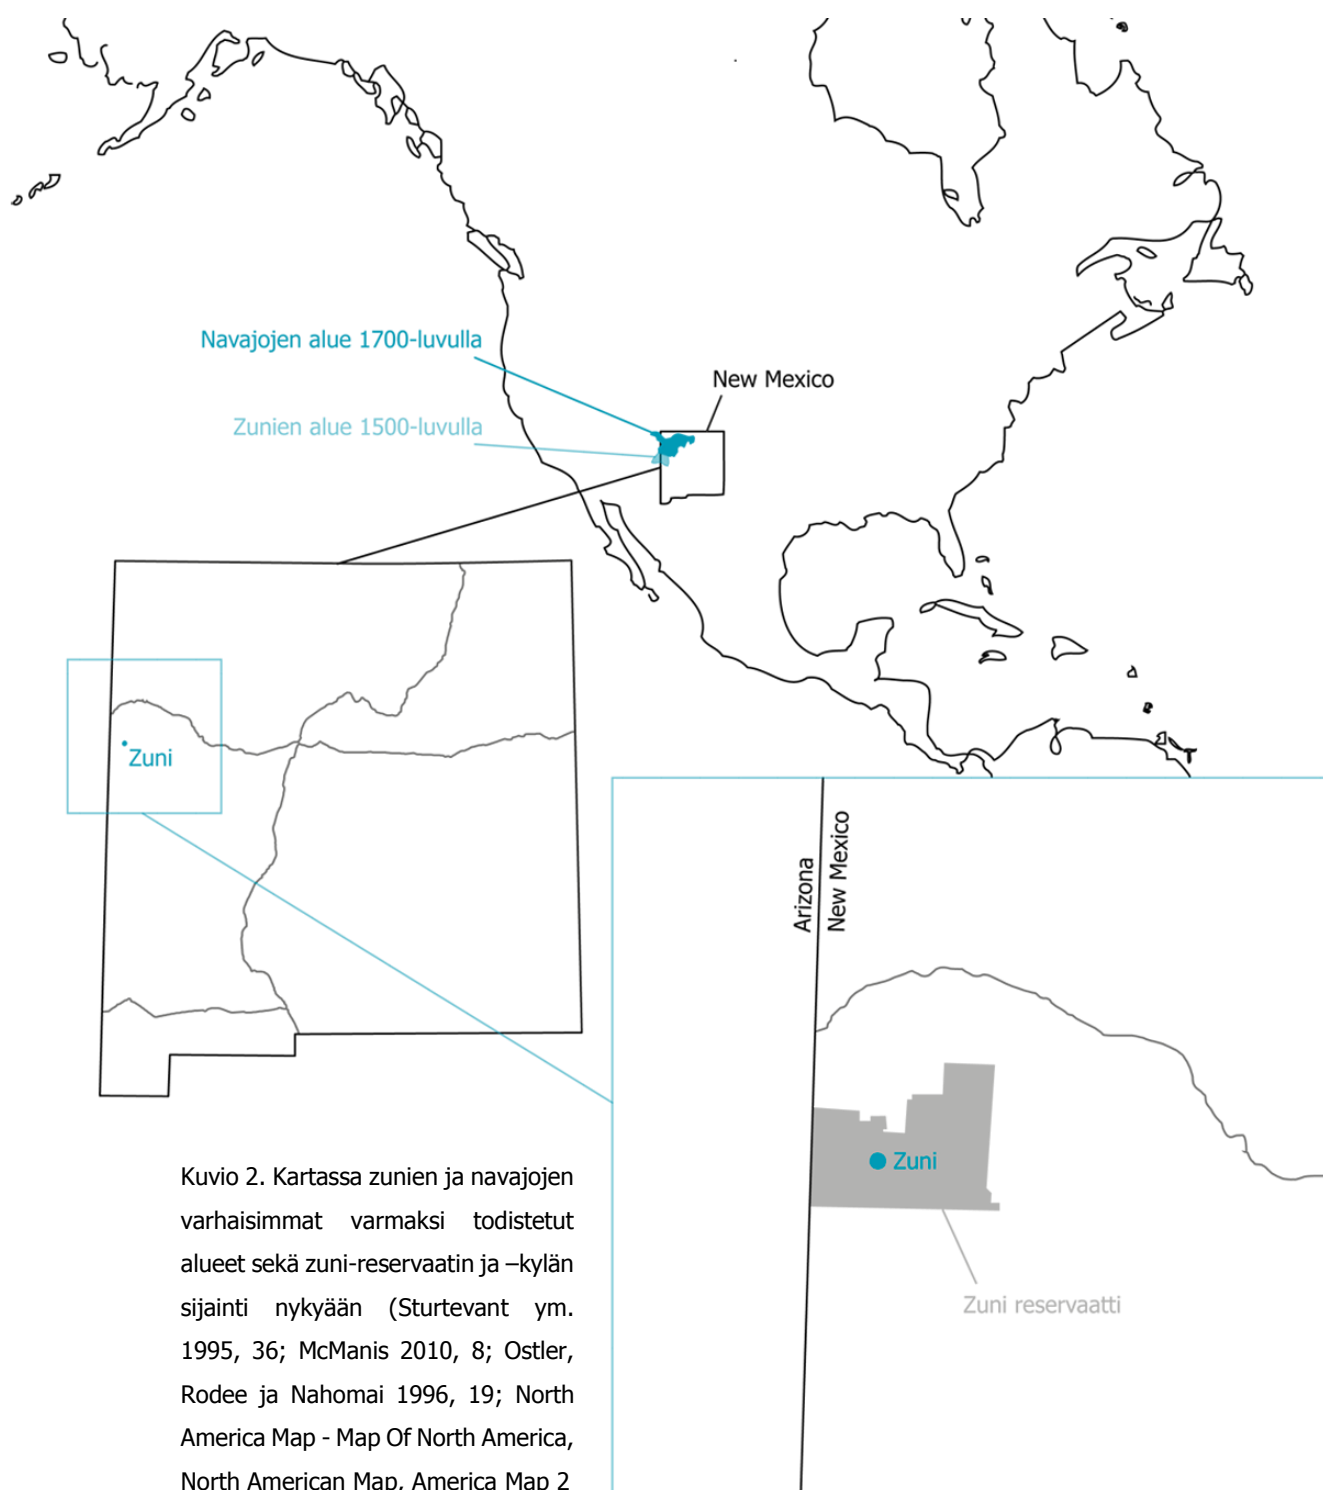 Navajojen alue 1700-luvulla
New Mexico
Zunien alue 1500-luvulla
Zuni
Arizona
New Mexico
Zuni
Zuni reservaatti
Kuvio 2. Kartassa zunien ja navajojen
varhaisimmat varmaksi todistetut
alueet sekä zuni-reservaatin ja –kylän
sijainti nykyään (Sturtevant ym.
1995, 36; McManis 2010, 8; Ostler,
Rodee ja Nahomai 1996, 19; North
America Map - Map Of North America,
North American Map, America Map 2